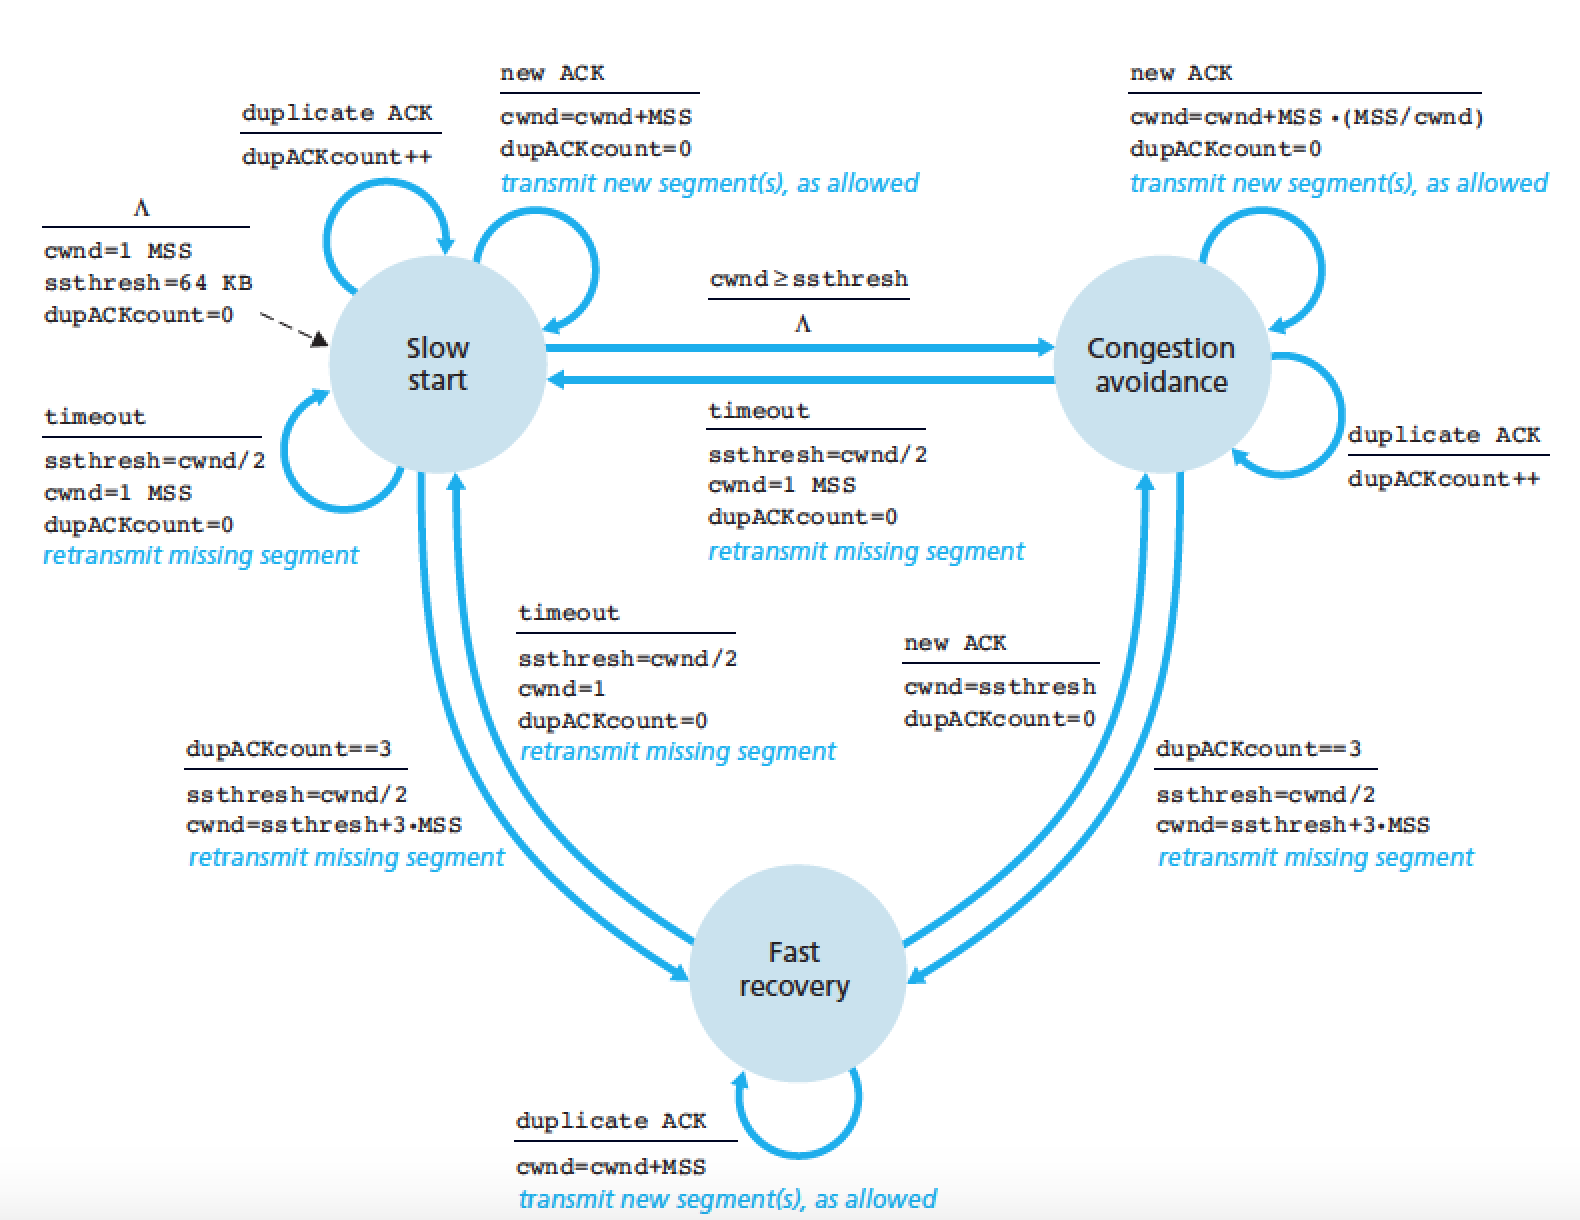 new ACK
cwnd=cwnd+MSS
dupACKcount=0
transmit new segment(s), as allowed
new ACK
cwnd=cwnd+MSS •(MSS/cwnd)
dupACKcount=0
transmit new segment(s), as allowed
duplicate ACK
dupACKcount++
Λ
cwnd=1 MSS
ssthresh=64 KB
dupACKcount=0
cwnd≥ssthresh
Λ
Slow
start
Congestion
avoidance
timeout
ssthresh=cwnd/2
cwnd=1 MSS
dupACKcount=0
retransmit missing segment
timeout
ssthresh=cwnd/2
cwnd=1 MSS
dupACKcount=0
retransmit missing segment
duplicate ACK
dupACKcount++
timeout
ssthresh=cwnd/2
cwnd=1
dupACKcount=0
retransmit missing segment
new ACK
cwnd=ssthresh
dupACKcount=0
dupACKcount==3
ssthresh=cwnd/2
cwnd=ssthresh+3•MSS
retransmit missing segment
dupACKcount==3
ssthresh=cwnd/2
cwnd=ssthresh+3•MSS
retransmit missing segment
Fast
recovery
duplicate ACK
cwnd=cwnd+MSS
transmit new segment(s), as allowed